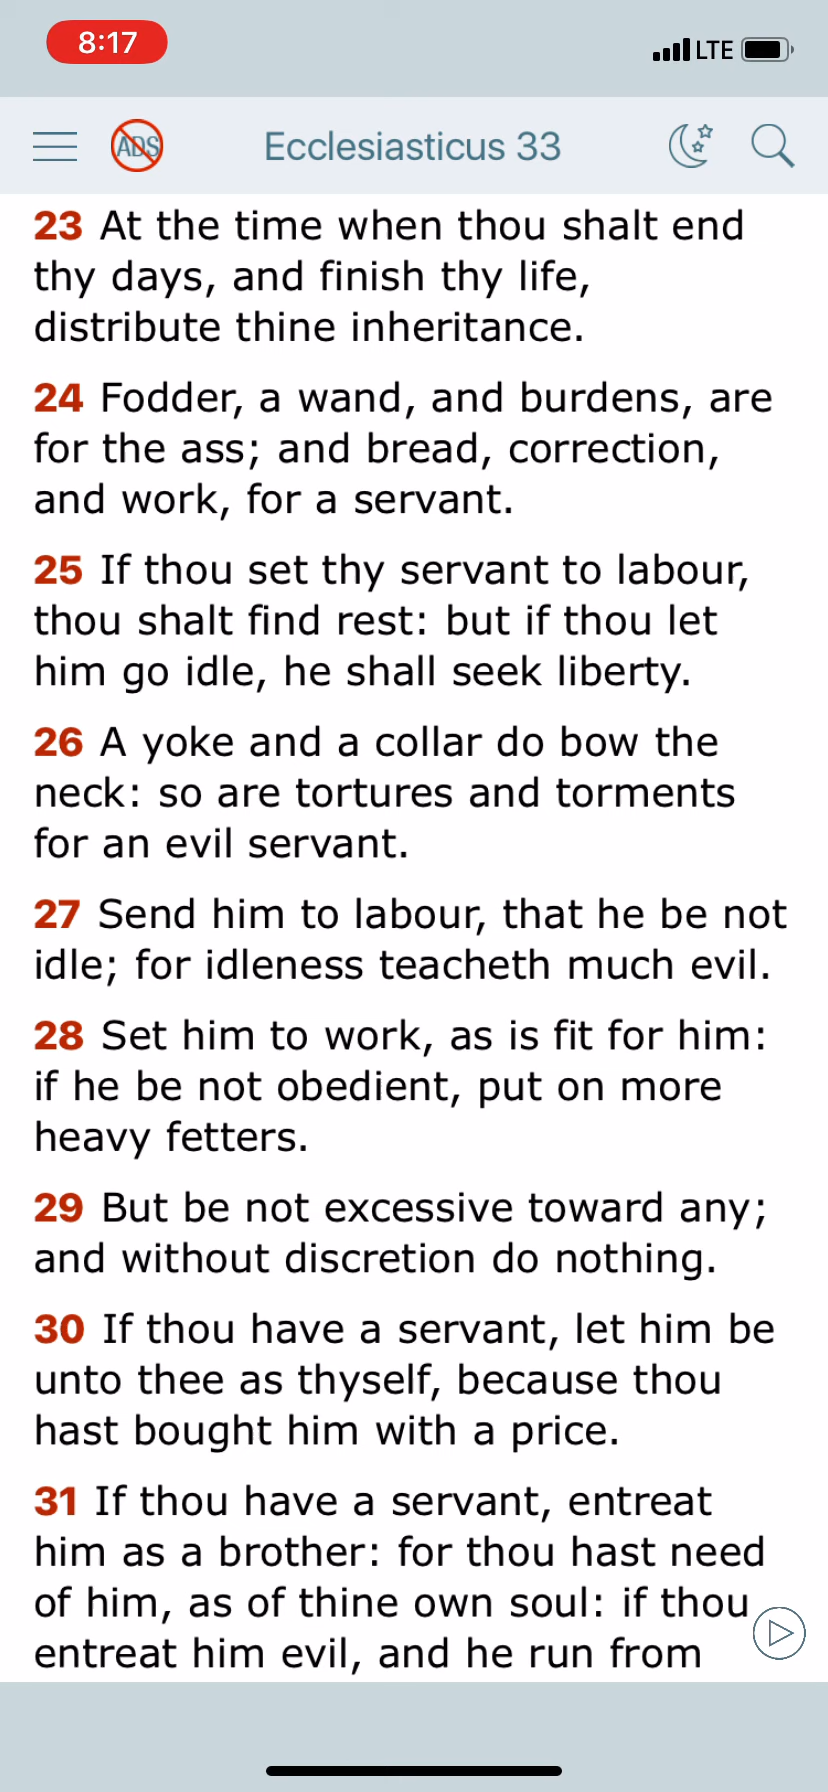 8:17
LTE
ADS
Ecclesiasticus 33
23 At the time when thou shalt end
thy days, and finish thy life,
distribute thine inheritance.
24 Fodder, a wand, and burdens, are
for the ass; and bread, correction,
and work, for a servant.
25 If thou set thy servant to labour,
thou shalt find rest: but if thou let
him go idle, he shall seek liberty.
26 A yoke and a collar do bow the
neck: so are tortures and torments
for an evil servant.
27 Send him to labour, that he be not
idle; for idleness teacheth much evil.
28 Set him to work, as is fit for him:
if he be not obedient, put on more
heavy fetters.
29 But be not excessive toward any;
and without discretion do nothing.
30 If thou have a servant, let him be
unto thee as thyself, because thou
hast bought him with a price.
31 If thou have a servant, entreat
him as a brother: for thou hast need
of him, as of thine own soul: if thou
entreat him evil, and he run from